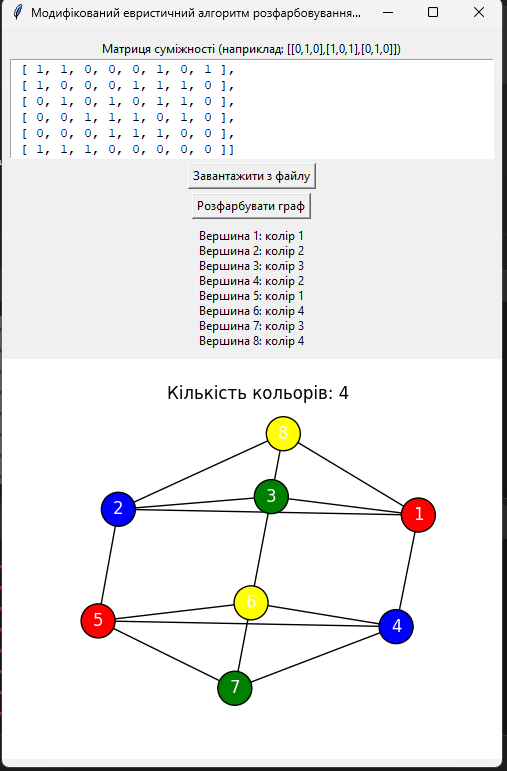 Модифікований евристичний алгоритм розфарбовування...
Матриця суміжності (наприклад: [[0,1,0],[1,0,1],[0,1,0]])
[ 1, 1, 0, 0, 0, 1, 0, 1 ],
[ 1, 0, 0, 0, 1, 1, 1, 0 ],
[ 0, 1, 0, 1, 0, 1, 1, 0 ],
[ 0, 0, 1, 1, 1, 0, 1, 0 ],
[ 0, 0, 0, 1, 1, 1, 0, 0 ],
[ 1, 1, 1, 0, 0, 0, 0, 0 ]]
Завантажити з файлу
Розфарбувати граф
Вершина 1: колір 1
Вершина 2: колір 2
Вершина 3: колір 3
Вершина 4: колір 2
Вершина 5: колір 1
Вершина 6: колір 4
Вершина 7: колір 3
Вершина 8: колір 4
Кількість кольорів: 4
8
3
2
1
6
5
4
7